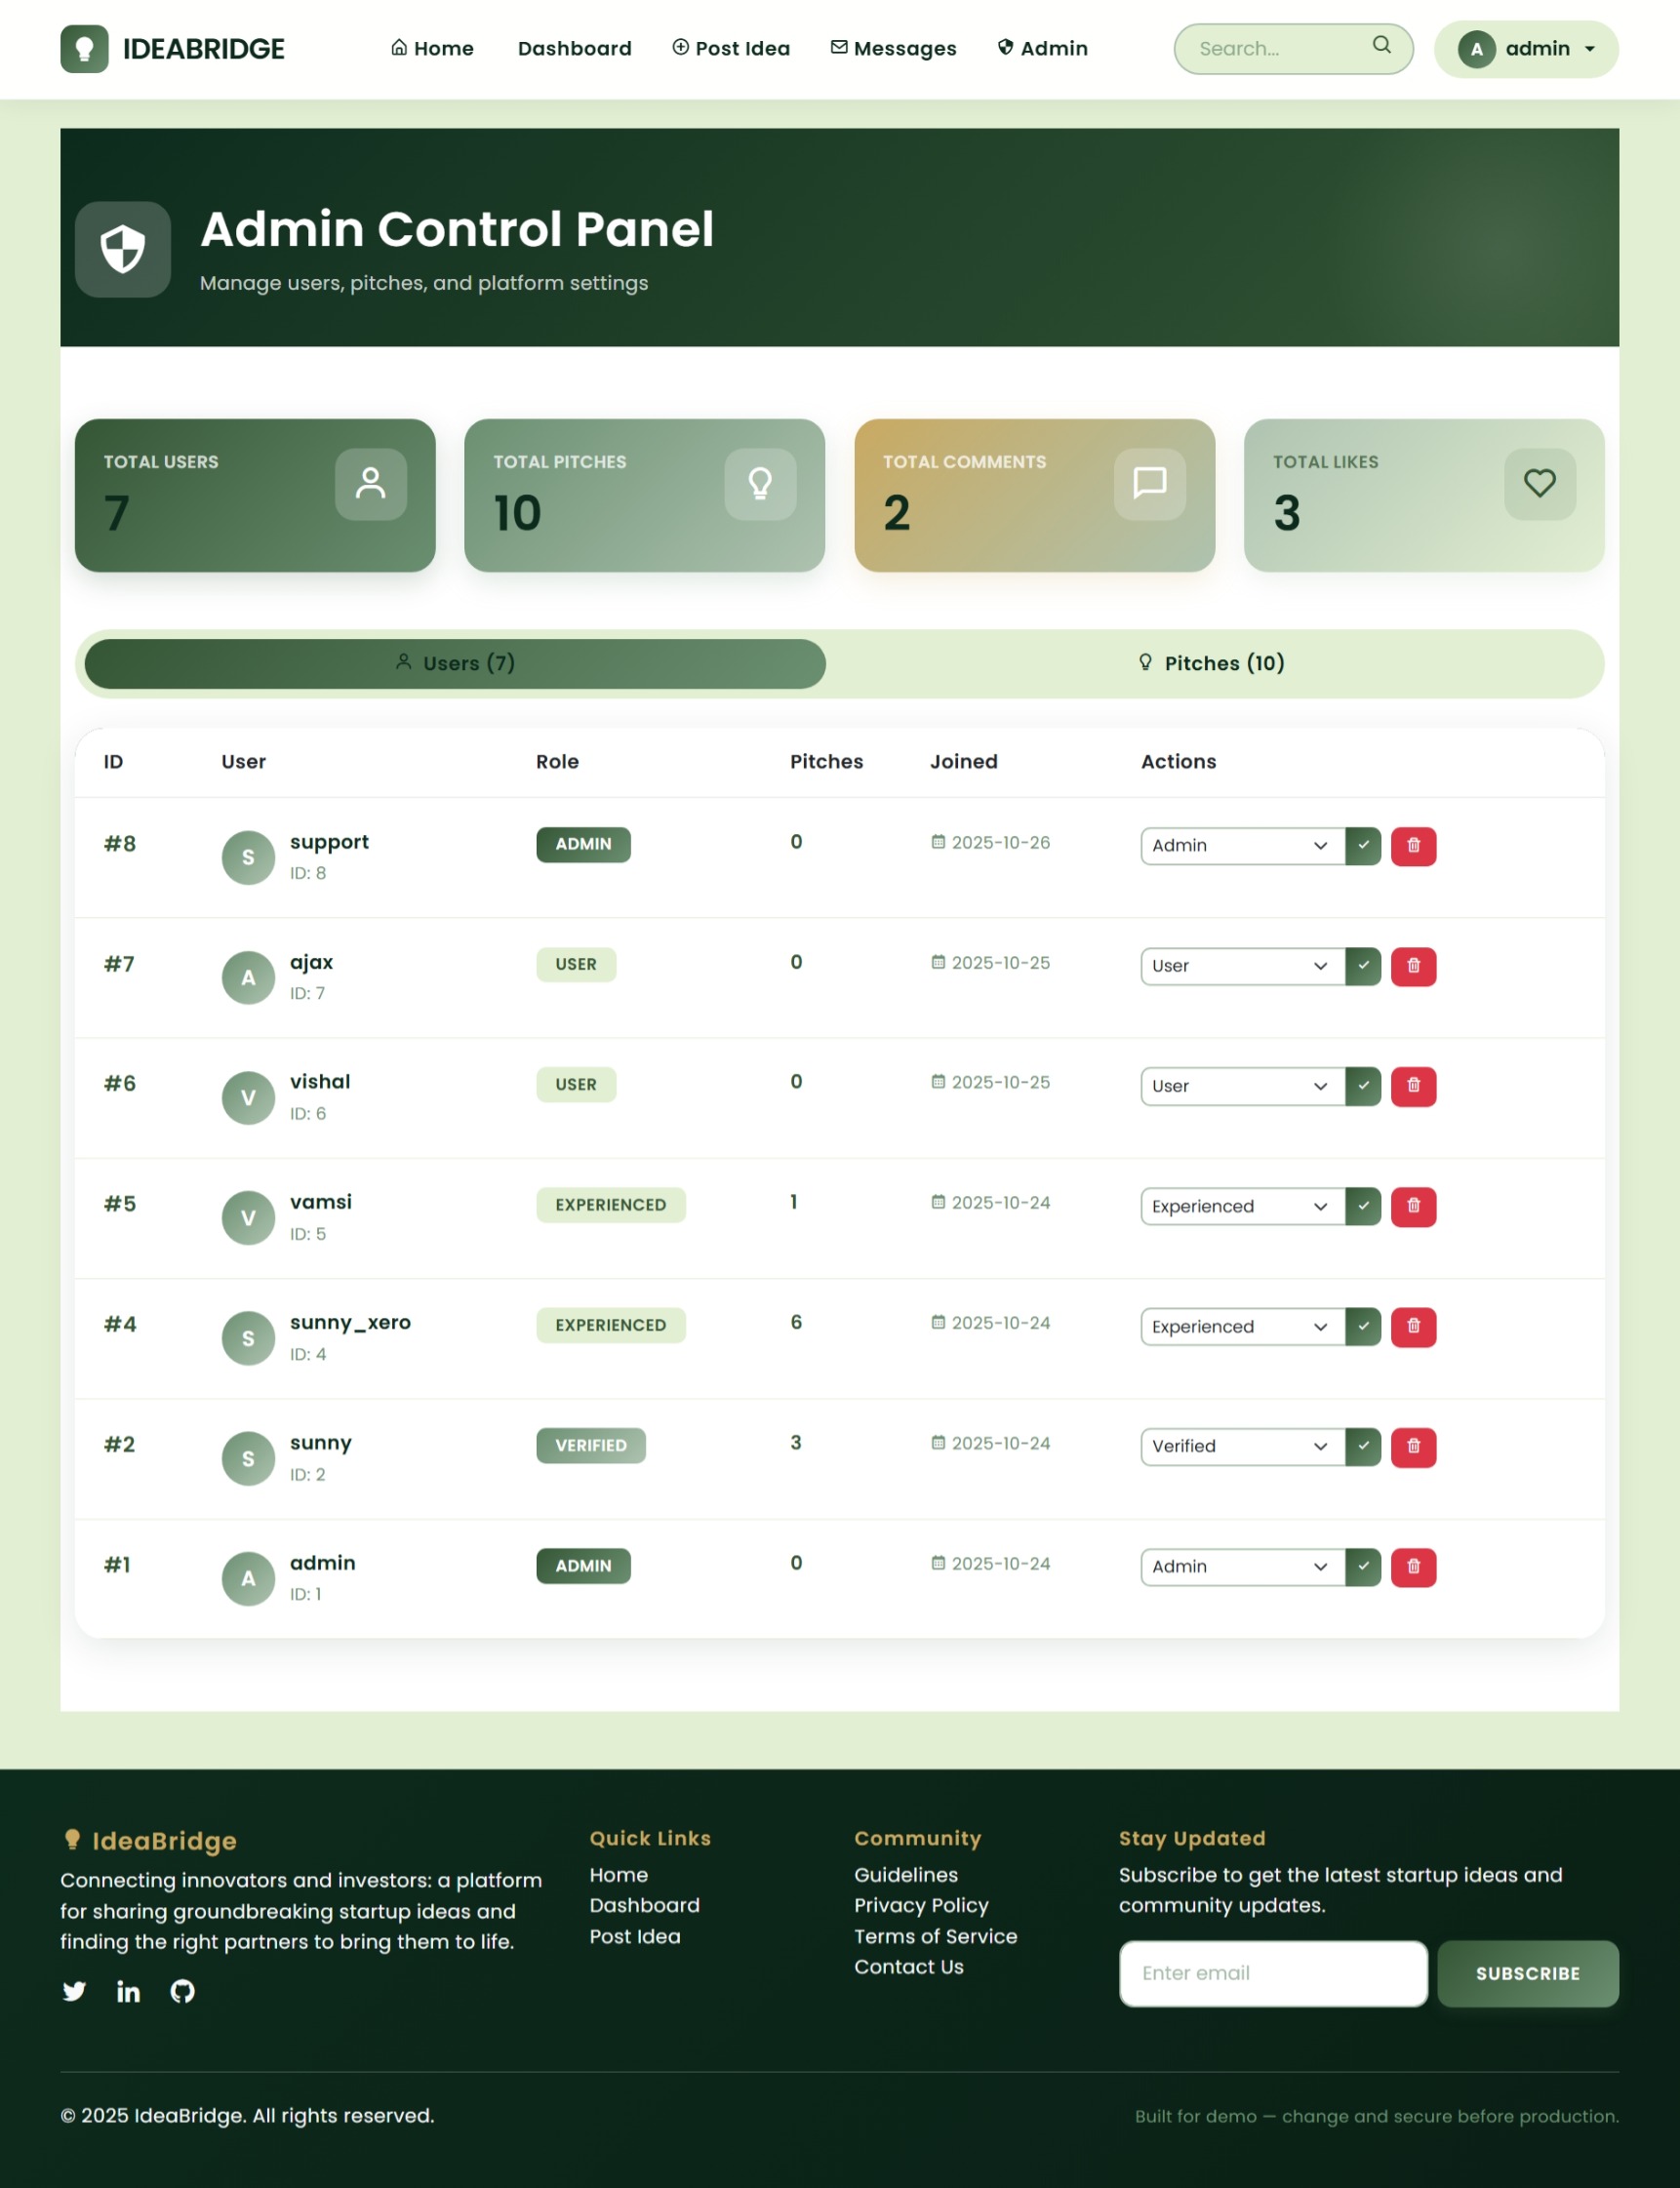 IDEABRIDGE Home Dashboard Post Idea Messages Admin Search... A admin
Admin Control Panel
Manage users, pitches, and platform settings
TOTAL USERS
7
TOTAL PITCHES
10
TOTAL COMMENTS
2
TOTAL LIKES
3
Users (7) Pitches (10)
ID User Role Pitches Joined Actions
#8 S support ADMIN 0 2025-10-26 Admin
ID: 8
#7 A ajax USER 0 2025-10-25 User
ID: 7
#6 V vishal USER 0 2025-10-25 User
ID: 6
#5 V vamsi EXPERIENCED 1 2025-10-24 Experienced
ID: 5
#4 S sunny_xero EXPERIENCED 6 2025-10-24 Experienced
ID: 4
#2 S sunny VERIFIED 3 2025-10-24 Verified
ID: 2
#1 A admin ADMIN 0 2025-10-24 Admin
ID: 1
IdeaBridge
Connecting innovators and investors: a platform
for sharing groundbreaking startup ideas and
finding the right partners to bring them to life.
Quick Links
Home
Dashboard
Post Idea
Community
Guidelines
Privacy Policy
Terms of Service
Contact Us
Stay Updated
Subscribe to get the latest startup ideas and
community updates.
Enter email SUBSCRIBE
© 2025 IdeaBridge. All rights reserved. Built for demo — change and secure before production.